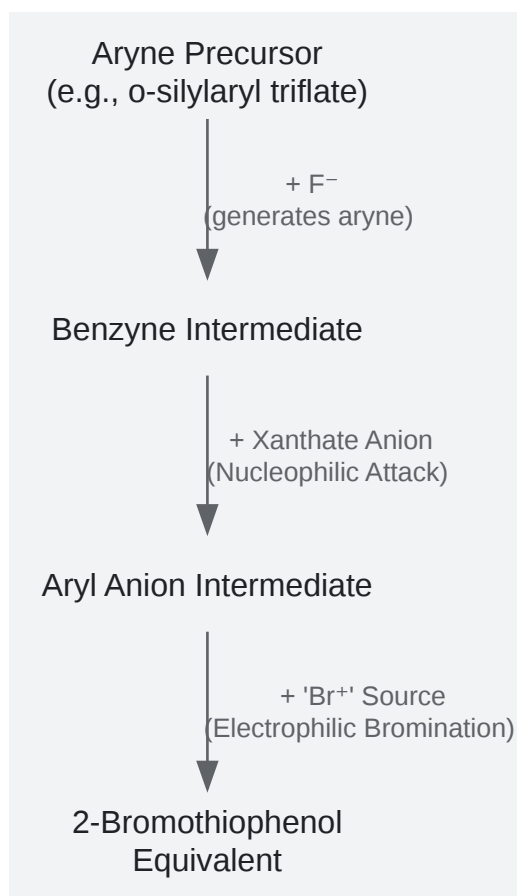 Aryne Precursor
(e.g., o-silylaryl triflate)
+ F⁻
(generates aryne)
Benzyne Intermediate
+ Xanthate Anion
(Nucleophilic Attack)
Aryl Anion Intermediate
+ 'Br⁺' Source
(Electrophilic Bromination)
2-Bromothiophenol
Equivalent